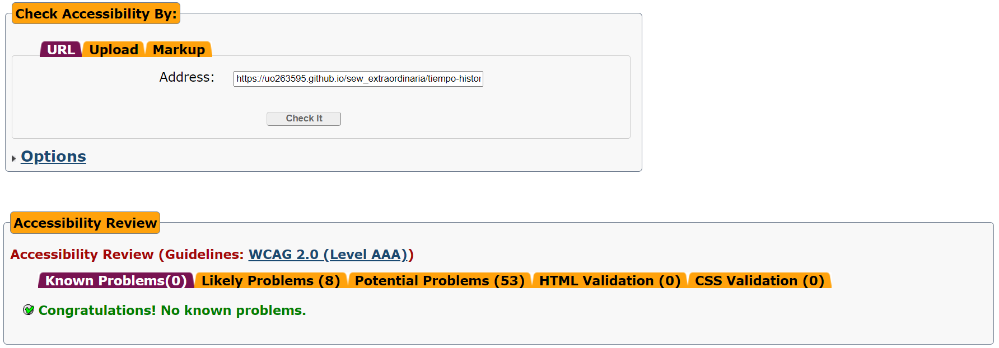 Check Accessibility By:
URL Upload Markup
Address: https://uo263595.github.io/sew_extraordinaria/tiempo-histor
Check It
Options
Accessibility Review
Accessibility Review (Guidelines: WCAG 2.0 (Level AAA))
Known Problems(0) Likely Problems (8) Potential Problems (53) HTML Validation (0) CSS Validation (0)
Congratulations! No known problems.